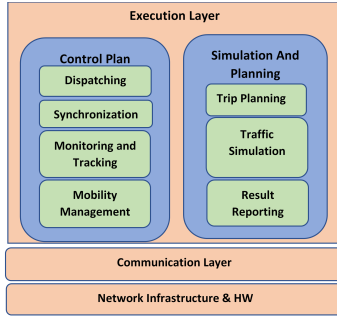 Execution Layer
Control Plan
Dispatching
Synchronization
Monitoring and
Tracking
Mobility
Management
Simulation And
Planning
Trip Planning
Traffic
Simulation
Result
Reporting
Communication Layer
Network Infrastructure & HW